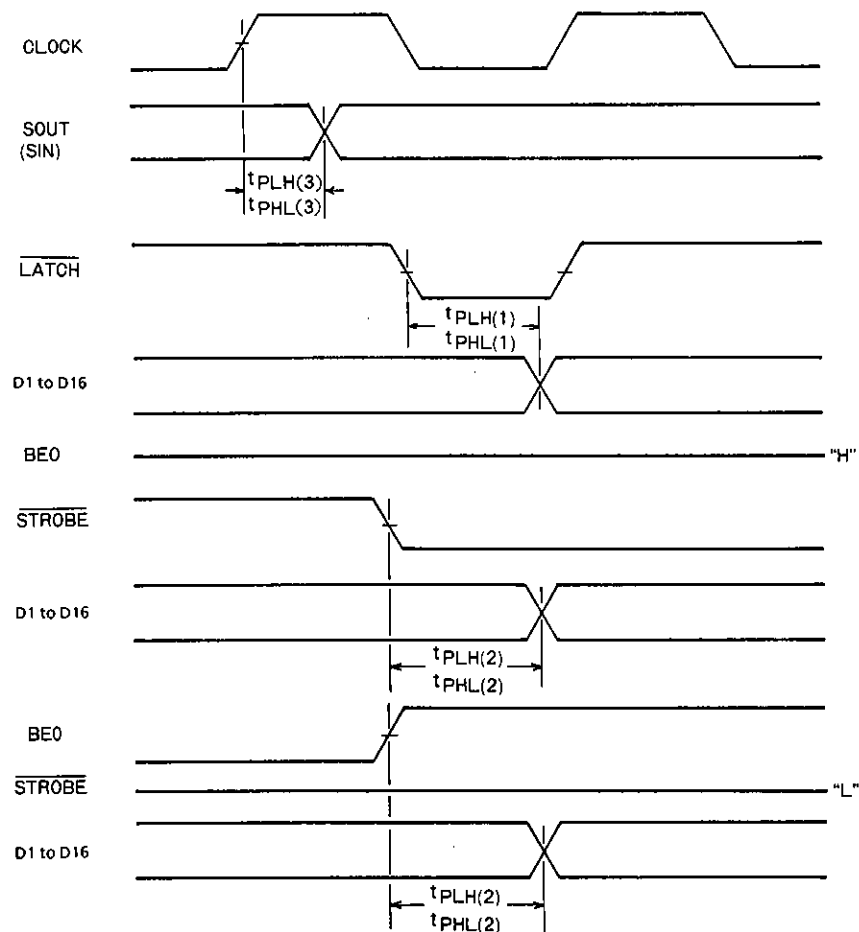 CLOCK
SOUT
(SIN)
tPLH(3)
tPHL(3)
LATCH
tPLH(1)
tPHL(1)
D1 to D16
BEO "H"
STROBE
D1 to D16
tPLH(2)
tPHL(2)
BEO
STROBE "L"
D1 to D16
tPLH(2)
tPHL(2)